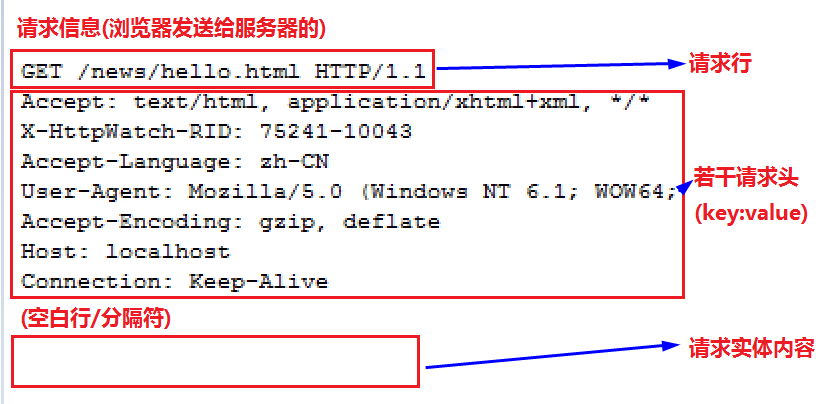 请求信息(浏览器发送给服务器的)
GET /news/hello.html HTTP/1.1
请求行
Accept: text/html, application/xhtml+xml, */*
X-HttpWatch-RID: 75241-10043
Accept-Language: zh-CN
User-Agent: Mozilla/5.0 (Windows NT 6.1; WOW64;
若干请求头
(key:value)
Accept-Encoding: gzip, deflate
Host: localhost
Connection: Keep-Alive
(空白行/分隔符)
请求实体内容